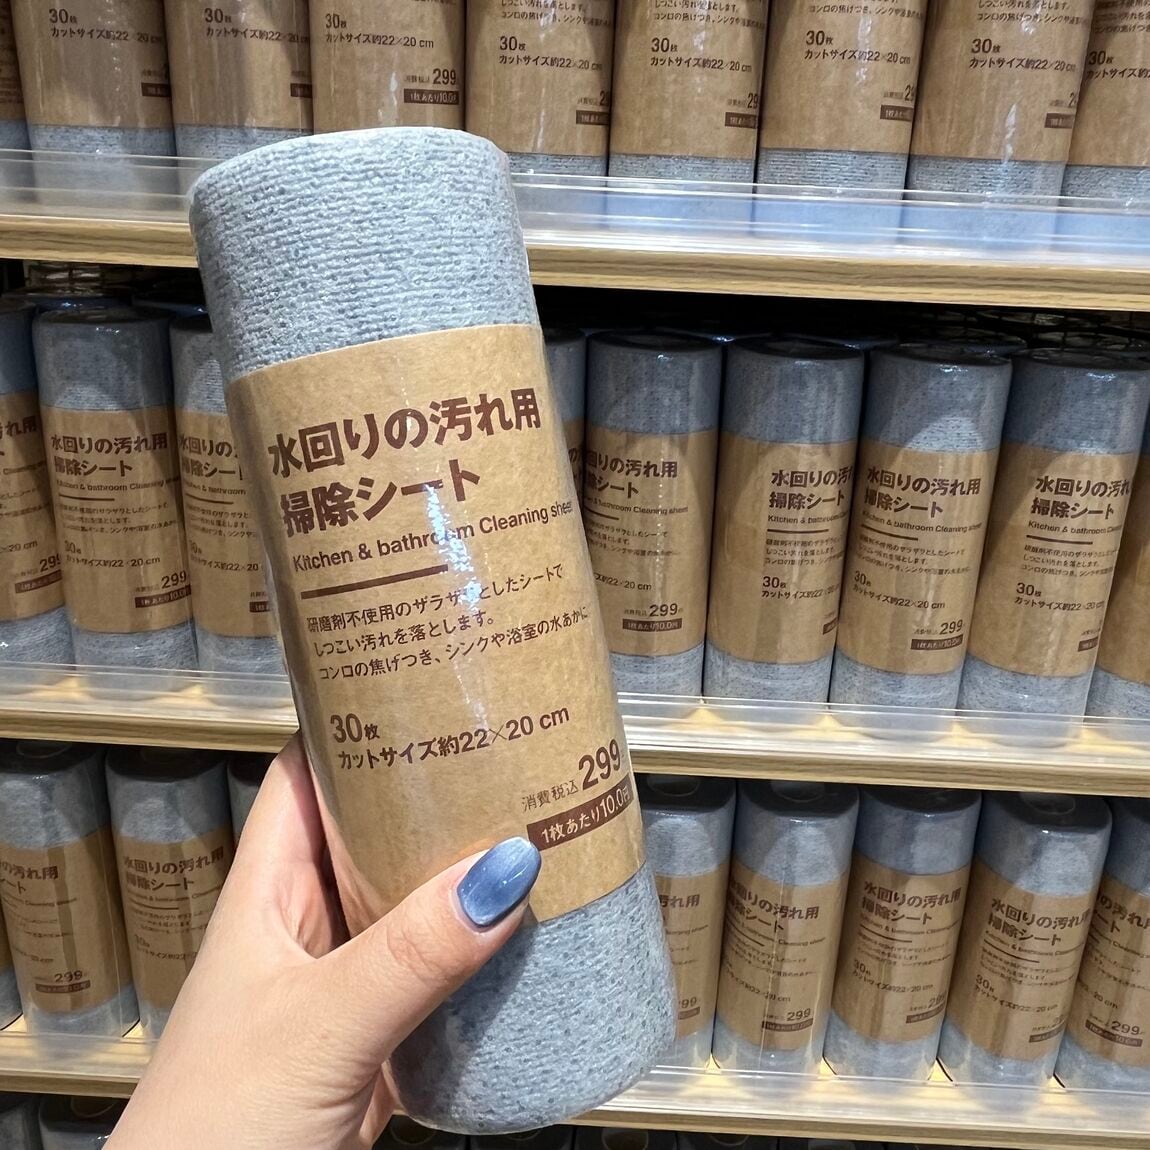 水回りの汚れ用
掃除シート
Kitchen & bathroom Cleaning sheet
研磨剤不使用のザラザラとしたシートで
しつこい汚れを落とします。
コンロの焦げつき、シンクや浴室の水あかに
30枚
カットサイズ約22×20 cm
消費税込299
1枚あたり10.0円